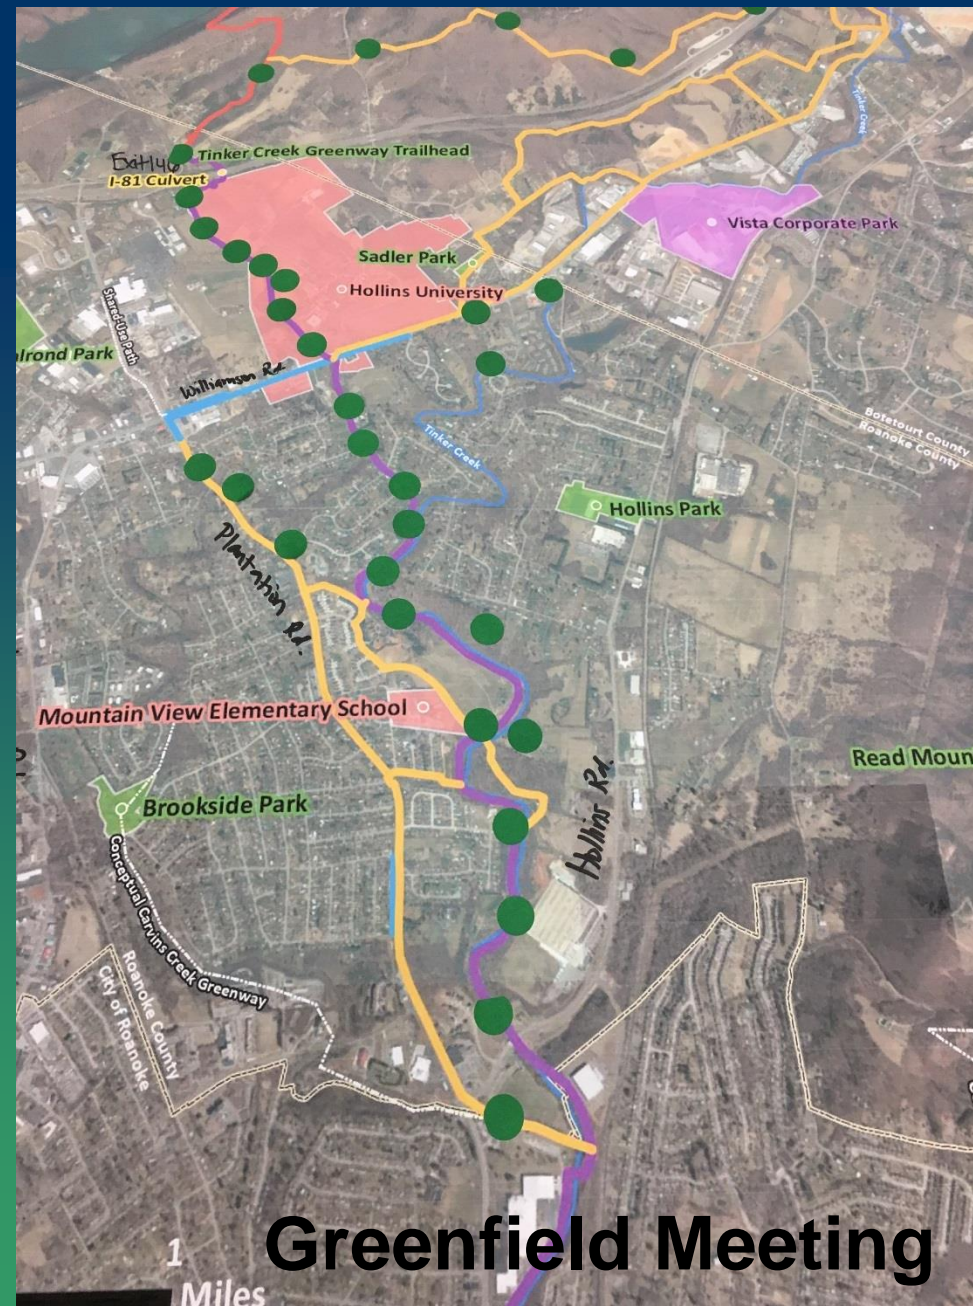 Tinker Creek
Exit 146
Tinker Creek Greenway Trailhead
I-81 Culvert
Vista Corporate Park
Sadler Park
Hollins University
Shared-Use Path
alrond Park
Williamson Rd.
Botetourt County
Roanoke County
Tinker Creek
Hollins Park
Plantation Rd.
Mountain View Elementary School
Read Moun
Hollins Rd.
Brookside Park
Conceptual Carvins Creek Greenway
Roanoke County
City of Roanoke
Greenfield Meeting
1
Miles